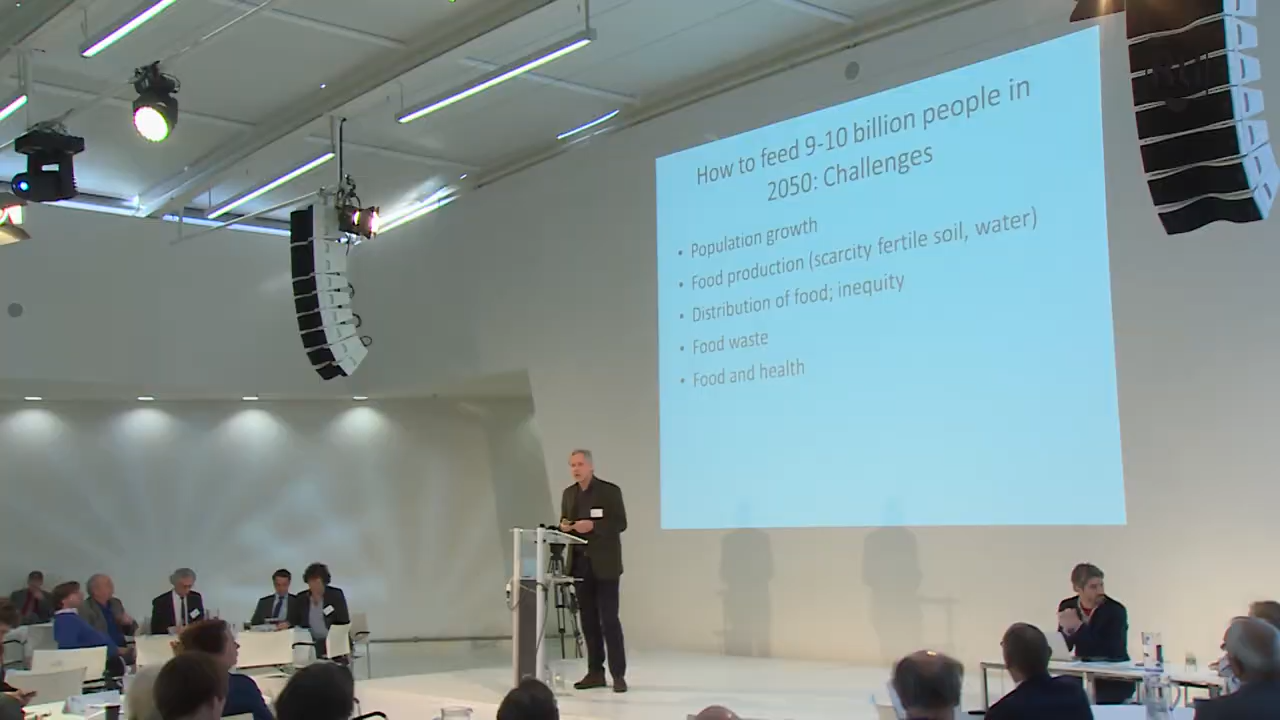 How to feed 9-10 billion people in
2050: Challenges
• Population growth
• Food production (scarcity fertile soil, water)
• Distribution of food; inequity
• Food waste
• Food and health